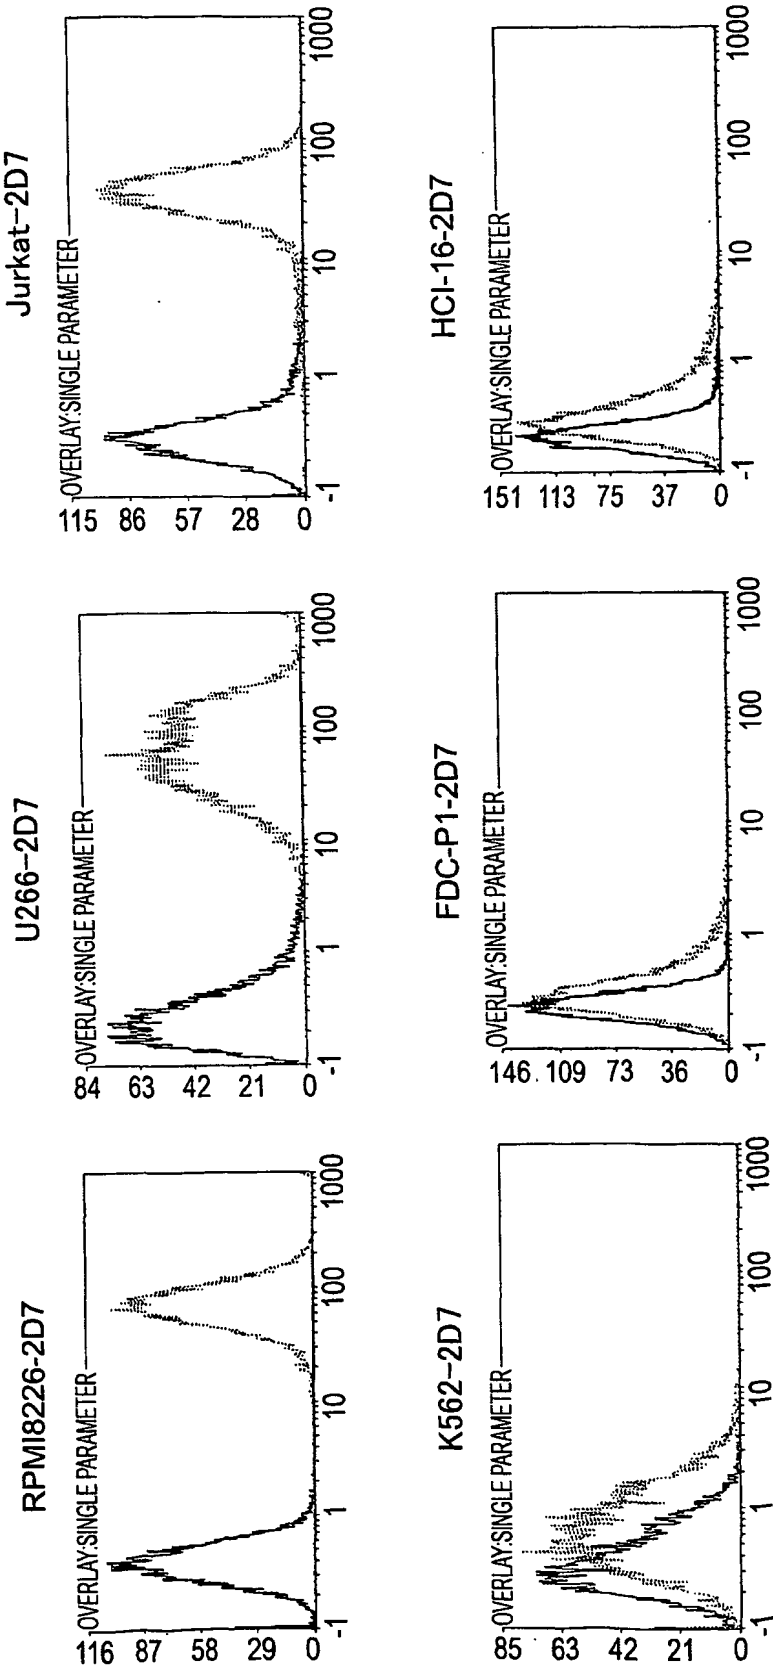 RPMI8226-2D7
OVERLAY:SINGLE PARAMETER
116 87 58 29 0
-1 1 10 100 1000
U266-2D7
OVERLAY:SINGLE PARAMETER
84 63 42 21 0
-1 1 10 100 1000
Jurkat-2D7
OVERLAY:SINGLE PARAMETER
115 86 57 28 0
-1 1 10 100 1000
K562-2D7
OVERLAY:SINGLE PARAMETER
85 63 42 21 0
-1 1 10 100 1000
FDC-P1-2D7
OVERLAY:SINGLE PARAMETER
146.109 73 36 0
-1 1 10 100 1000
HCI-16-2D7
OVERLAY:SINGLE PARAMETER
151 113 75 37 0
-1 1 10 100 1000